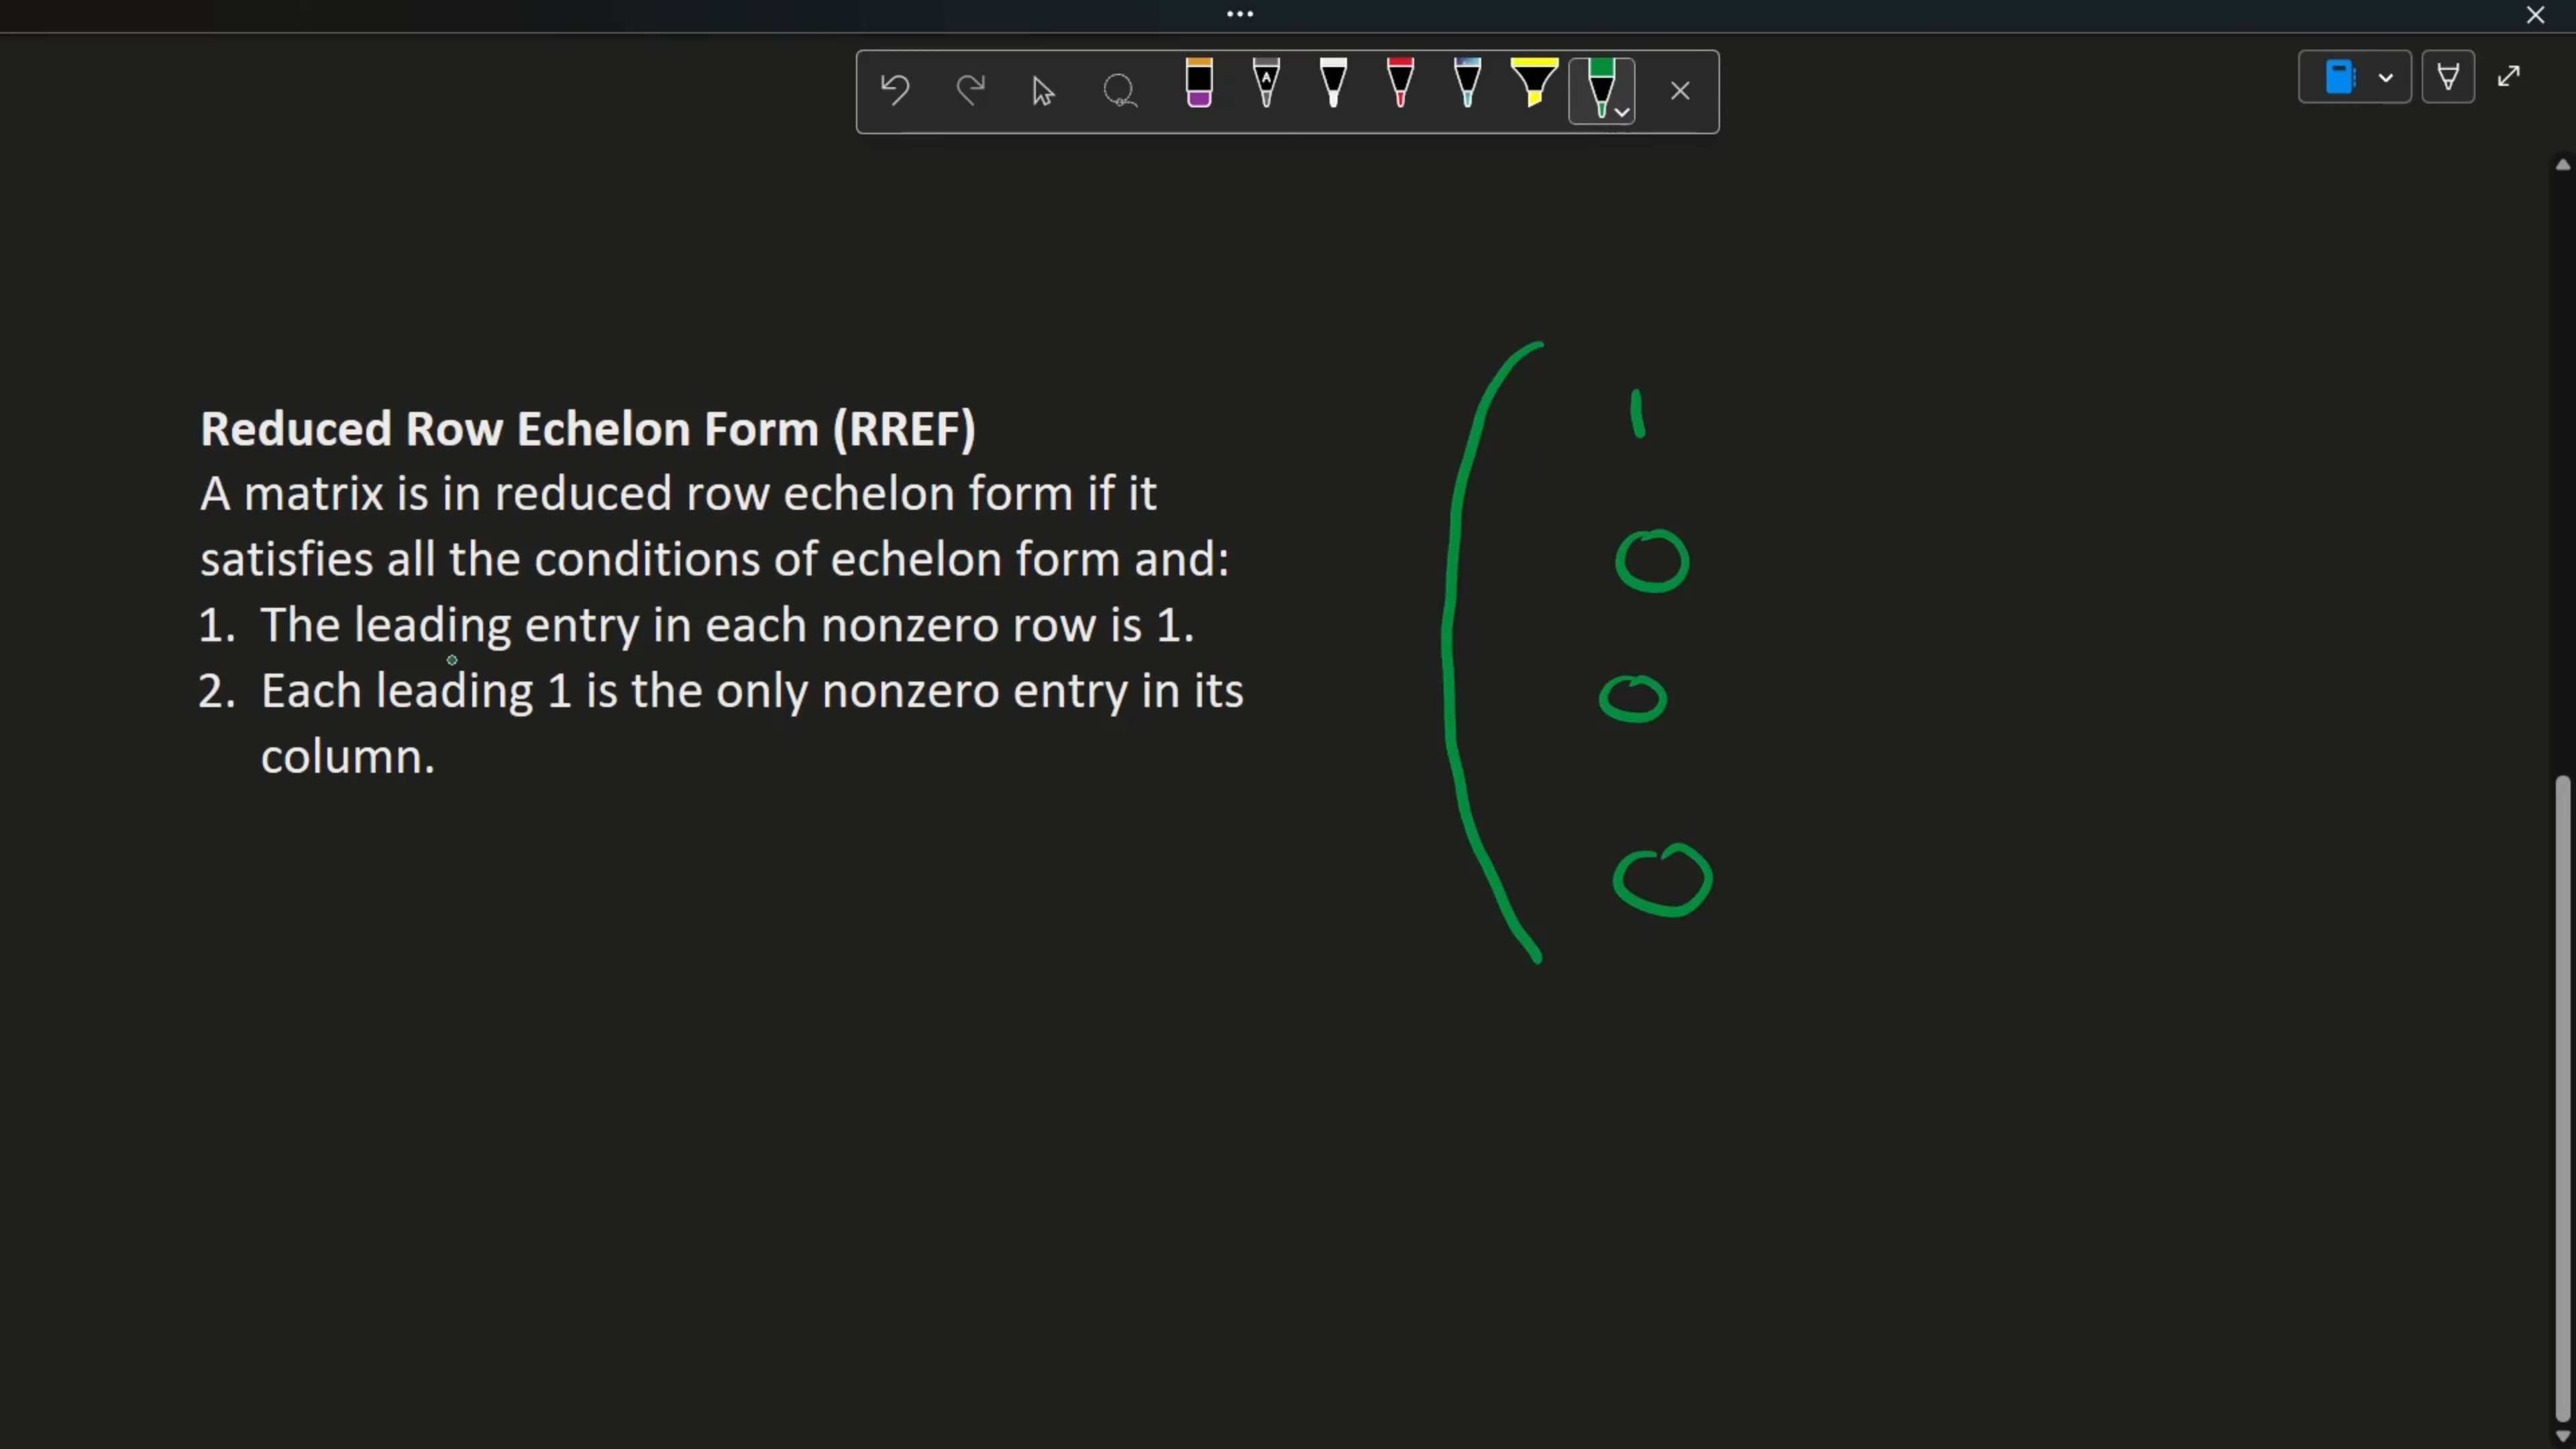 Reduced Row Echelon Form (RREF)
A matrix is in reduced row echelon form if it
satisfies all the conditions of echelon form and:
1. The leading entry in each nonzero row is 1.
2. Each leading 1 is the only nonzero entry in its
column.
( 1
0
0
0